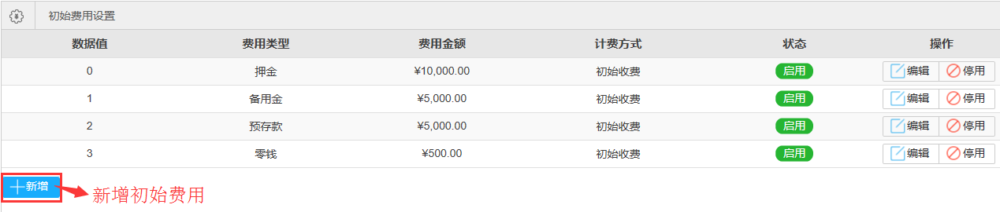 初始费用设置
数据值 费用类型 费用金额 计费方式 状态 操作
0 押金 ¥10,000.00 初始收费 启用 编辑 停用
1 备用金 ¥5,000.00 初始收费 启用 编辑 停用
2 预存款 ¥5,000.00 初始收费 启用 编辑 停用
3 零钱 ¥500.00 初始收费 启用 编辑 停用
新增
新增初始费用